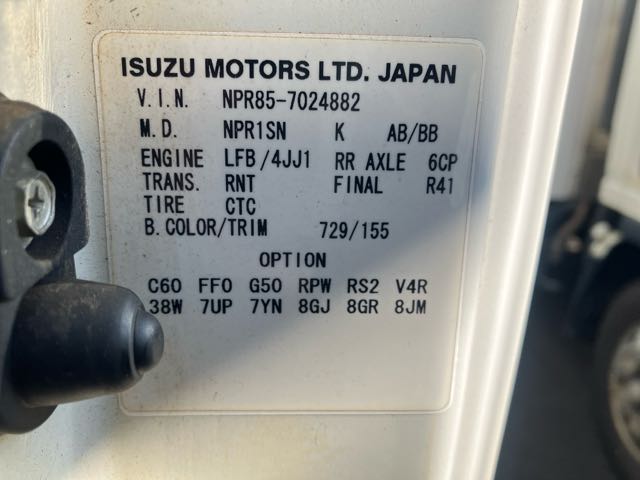 ISUZU MOTORS LTD. JAPAN
V.I.N. NPR85-7024882
M.D. NPR1SN K AB/BB
ENGINE LFB/4JJ1 RR AXLE 6CP
TRANS. RNT FINAL R41
TIRE CTC
B.COLOR/TRIM 729/155
OPTION
C60 FF0 G50 RPW RS2 V4R
38W 7UP 7YN 8GJ 8GR 8JM